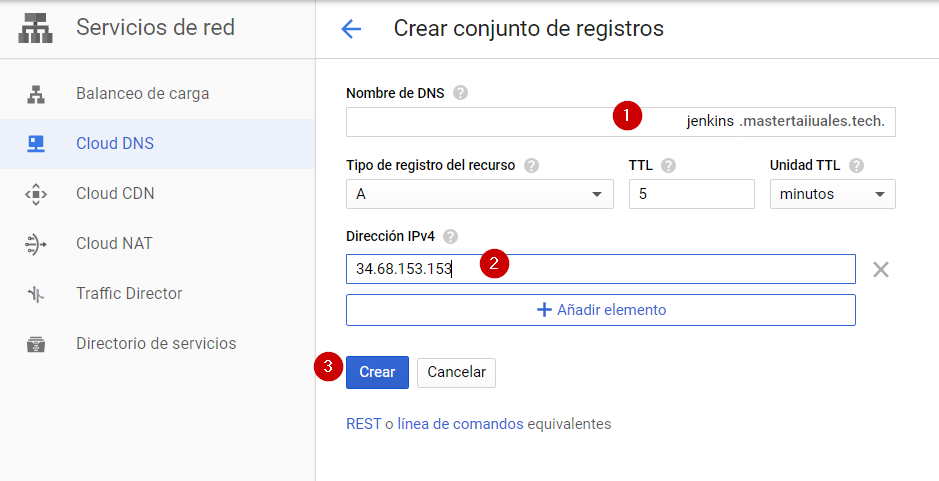 Servicios de red
Crear conjunto de registros
Balanceo de carga
Cloud DNS
Cloud CDN
Cloud NAT
Traffic Director
Directorio de servicios
Nombre de DNS ?
1
jenkins .mastertaiiuales.tech.
Tipo de registro del recurso ? TTL ? Unidad TTL ?
A 5 minutos
Dirección IPv4 ?
34.68.153.153 2
+ Añadir elemento
3 Crear Cancelar
REST o línea de comandos equivalentes